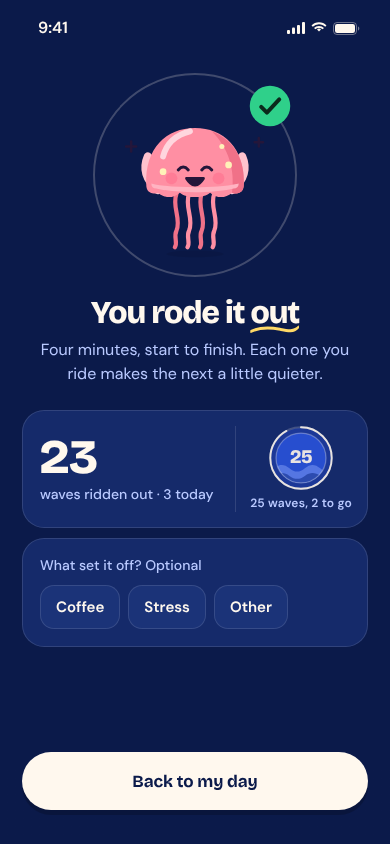 9:41
You rode it out
Four minutes, start to finish. Each one you
ride makes the next a little quieter.
23
waves ridden out · 3 today
25
25 waves, 2 to go
What set it off? Optional
Coffee
Stress
Other
Back to my day